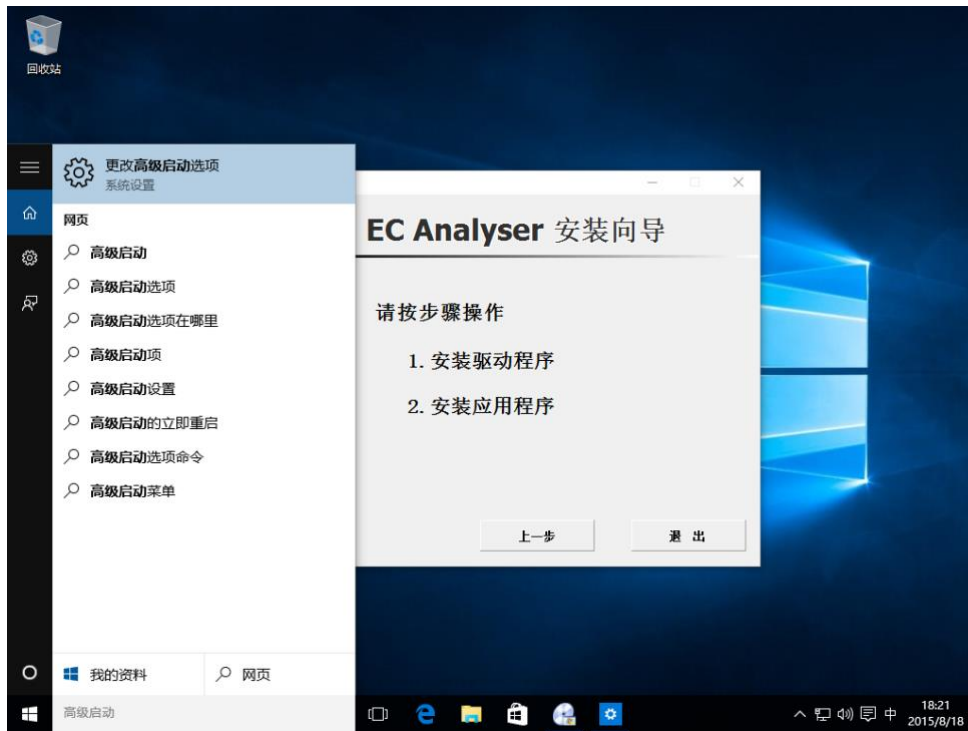 回收站
更改高级启动选项
系统设置
网页
高级启动
高级启动选项
高级启动选项在哪里
高级启动项
高级启动设置
高级启动的立即重启
高级启动选项命令
高级启动菜单
我的资料
网页
高级启动
EC Analyser 安装向导
请按步骤操作
1. 安装驱动程序
2. 安装应用程序
上一步
退 出
中
18:21
2015/8/18